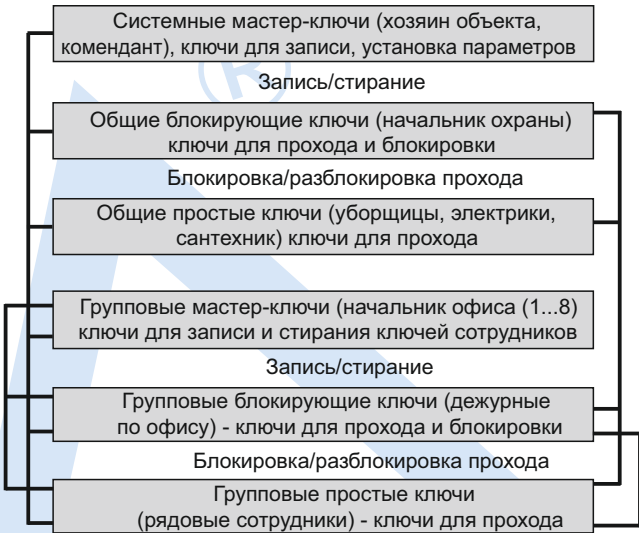 Системные мастер-ключи (хозяин объекта,
комендант), ключи для записи, установка параметров
Запись/стирание
Общие блокирующие ключи (начальник охраны)
ключи для прохода и блокировки
Блокировка/разблокировка прохода
Общие простые ключи (уборщицы, электрики,
сантехник) ключи для прохода
Групповые мастер-ключи (начальник офиса (1...8)
ключи для записи и стирания ключей сотрудников
Запись/стирание
Групповые блокирующие ключи (дежурные
по офису) - ключи для прохода и блокировки
Блокировка/разблокировка прохода
Групповые простые ключи
(рядовые сотрудники) - ключи для прохода
®